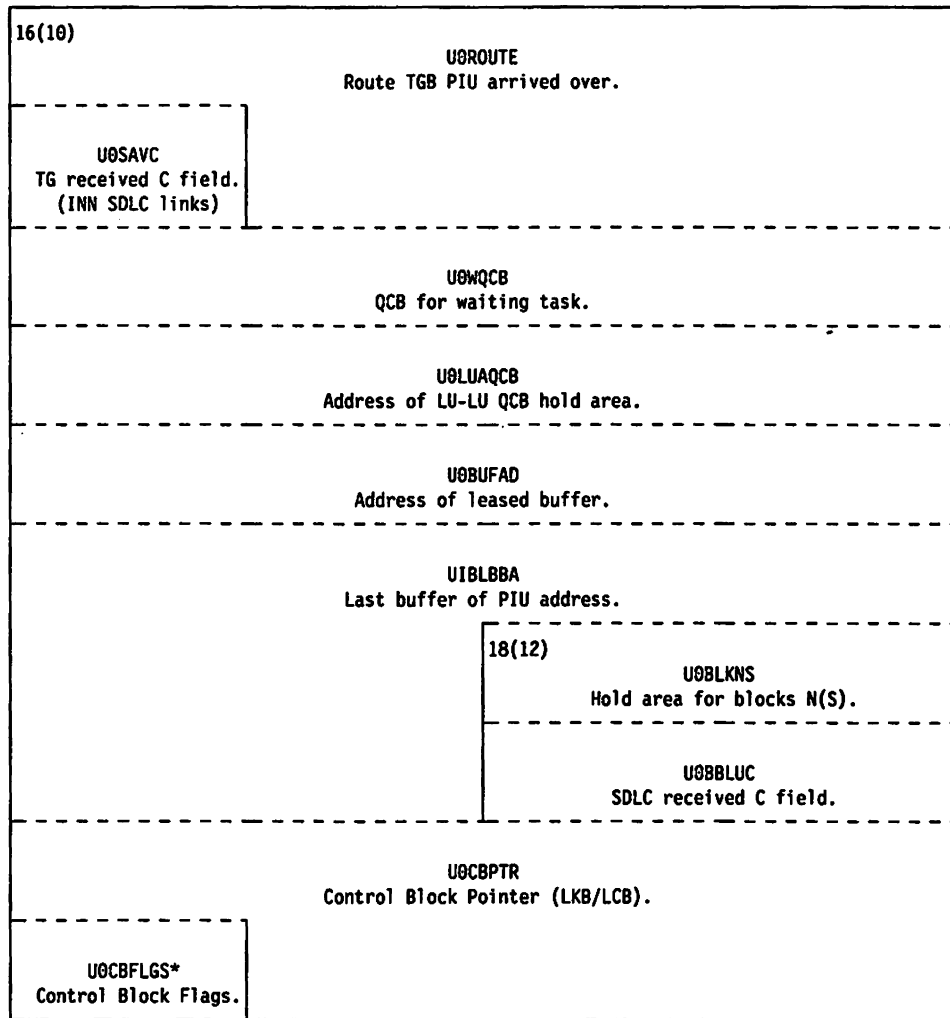 16(10)
U0ROUTE
Route TGB PIU arrived over.
U0SAVC
TG received C field.
(INN SDLC links)
U0WQCB
QCB for waiting task.
U0LUAQCB
Address of LU-LU QCB hold area.
U0BUFAD
Address of leased buffer.
UIBLBBA
Last buffer of PIU address.
18(12)
U0BLKNS
Hold area for blocks N(S).
U0BBLUC
SDLC received C field.
U0CBPTR
Control Block Pointer (LKB/LCB).
U0CBFLGS*
Control Block Flags.